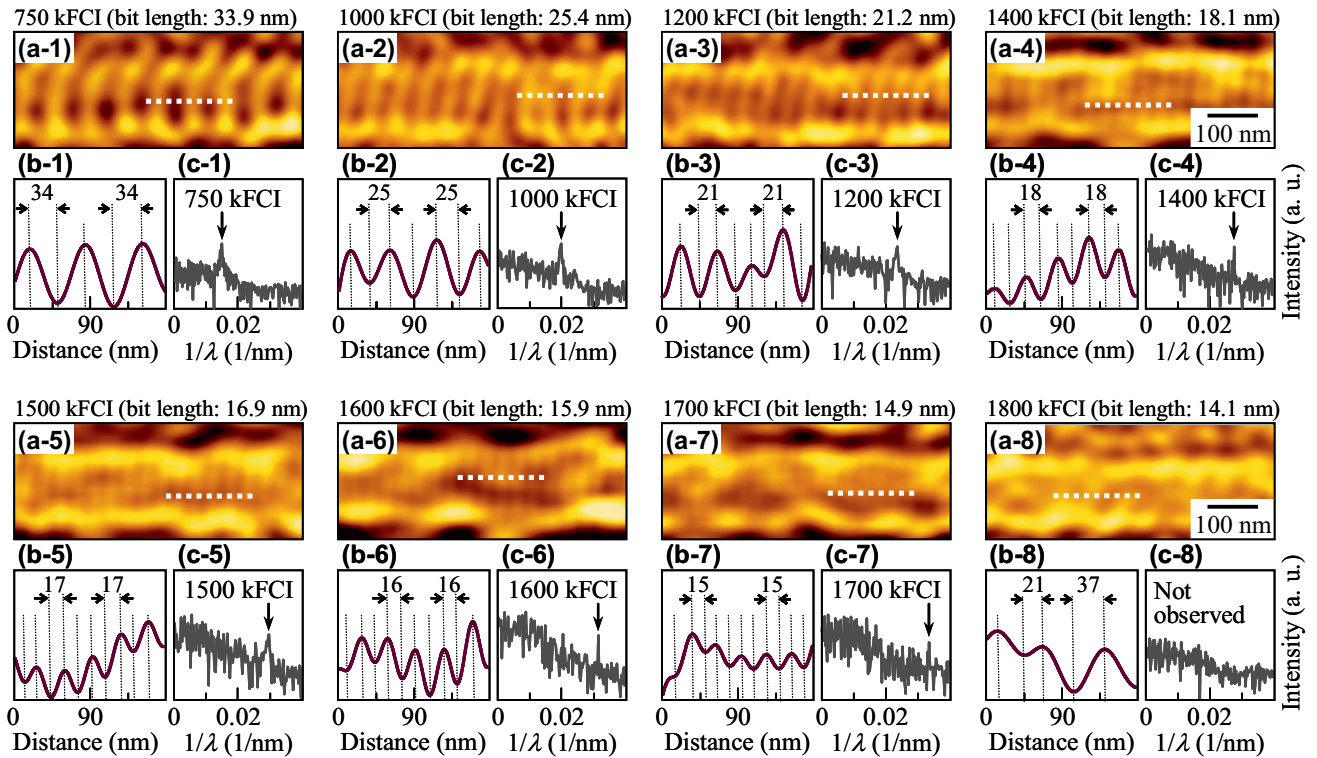 750 kFCI (bit length: 33.9 nm)
1000 kFCI (bit length: 25.4 nm)
1200 kFCI (bit length: 21.2 nm)
1400 kFCI (bit length: 18.1 nm)
(a-1)
(a-2)
(a-3)
(a-4)
100 nm
(b-1)
(c-1)
(b-2)
(c-2)
(b-3)
(c-3)
(b-4)
(c-4)
34
34
750 kFCI
25
25
1000 kFCI
21
21
1200 kFCI
18
18
1400 kFCI
Intensity (a. u.)
0
90
0
0.02
0
90
0
0.02
0
90
0
0.02
0
90
0
0.02
Distance (nm)
1/λ (1/nm)
Distance (nm)
1/λ (1/nm)
Distance (nm)
1/λ (1/nm)
Distance (nm)
1/λ (1/nm)
1500 kFCI (bit length: 16.9 nm)
1600 kFCI (bit length: 15.9 nm)
1700 kFCI (bit length: 14.9 nm)
1800 kFCI (bit length: 14.1 nm)
(a-5)
(a-6)
(a-7)
(a-8)
100 nm
(b-5)
(c-5)
(b-6)
(c-6)
(b-7)
(c-7)
(b-8)
(c-8)
17
17
1500 kFCI
16
16
1600 kFCI
15
15
1700 kFCI
21
37
Not
observed
Intensity (a. u.)
0
90
0
0.02
0
90
0
0.02
0
90
0
0.02
0
90
0
0.02
Distance (nm)
1/λ (1/nm)
Distance (nm)
1/λ (1/nm)
Distance (nm)
1/λ (1/nm)
Distance (nm)
1/λ (1/nm)